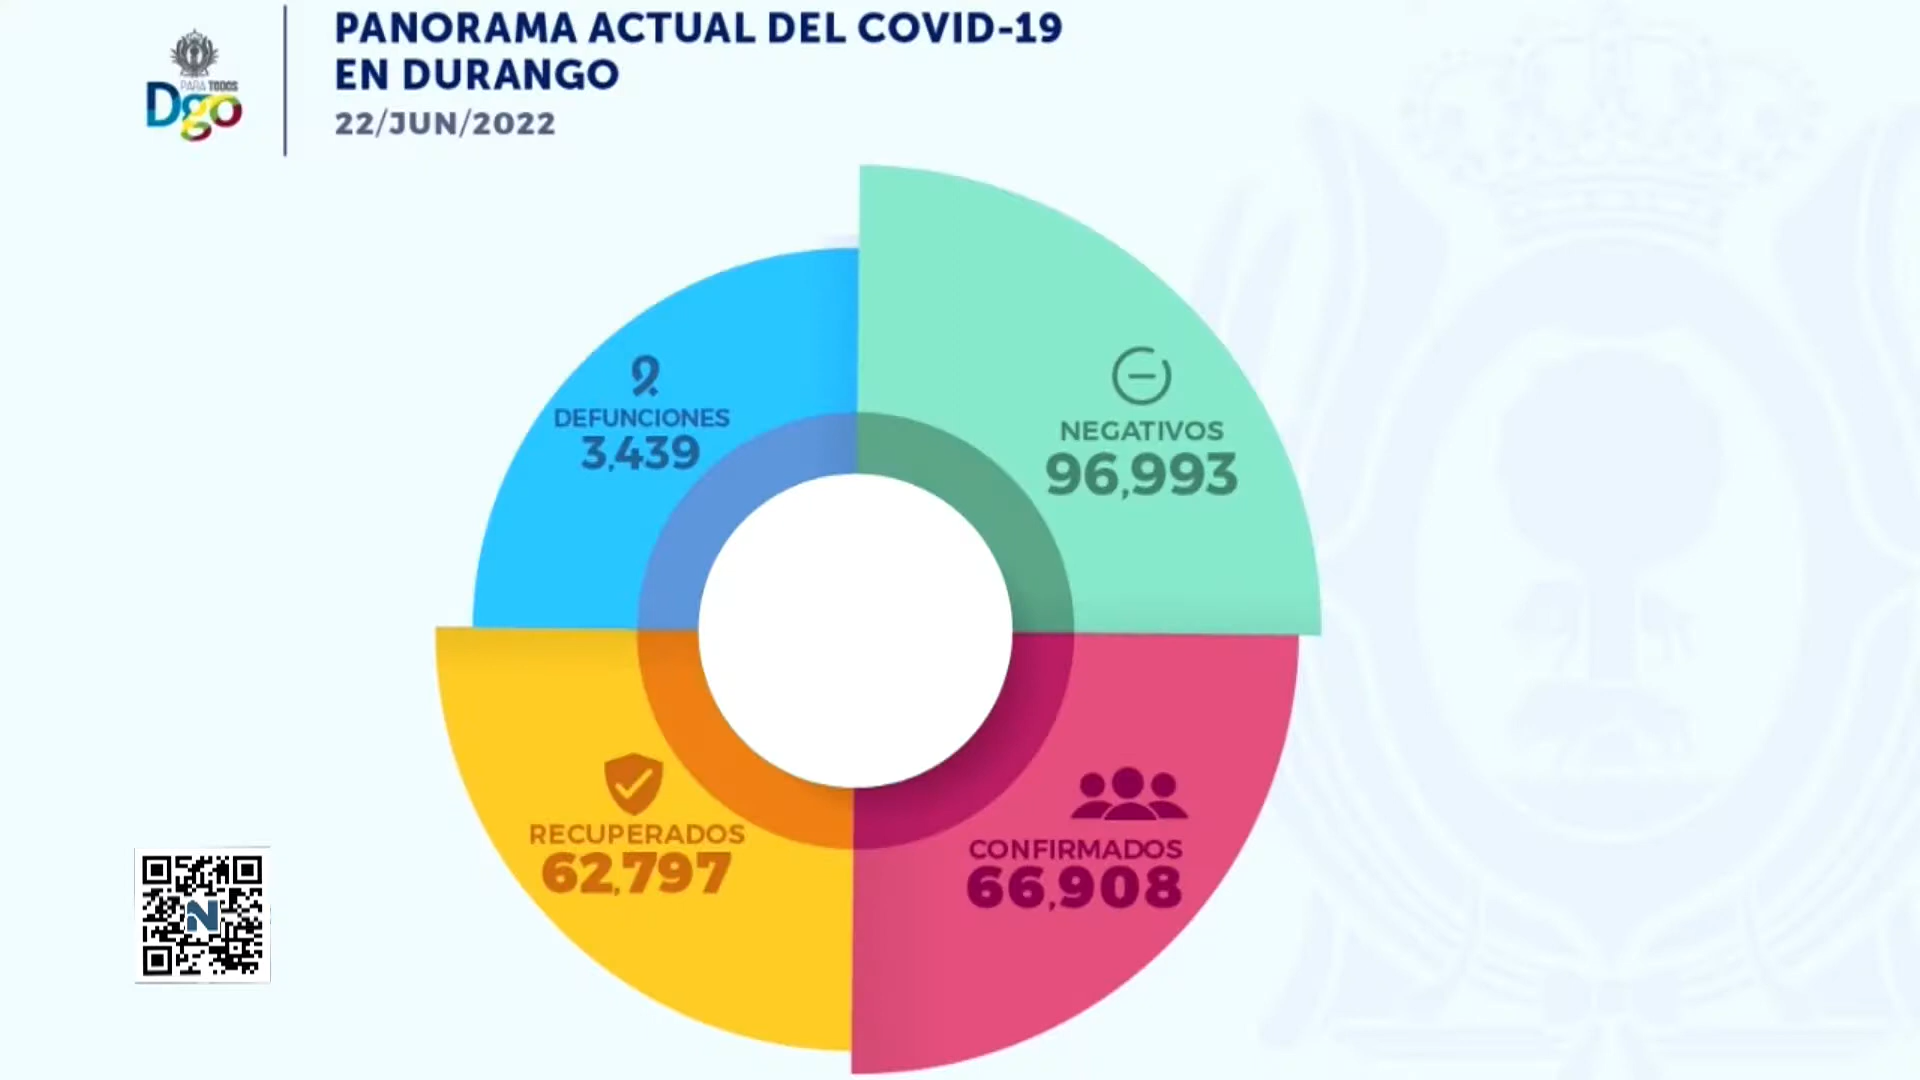 PANORAMA ACTUAL DEL COVID-19
EN DURANGO
22/JUN/2022
PARA TODOS
Dgo
DEFUNCIONES
3,439
NEGATIVOS
96,993
RECUPERADOS
62,797
CONFIRMADOS
66,908
N